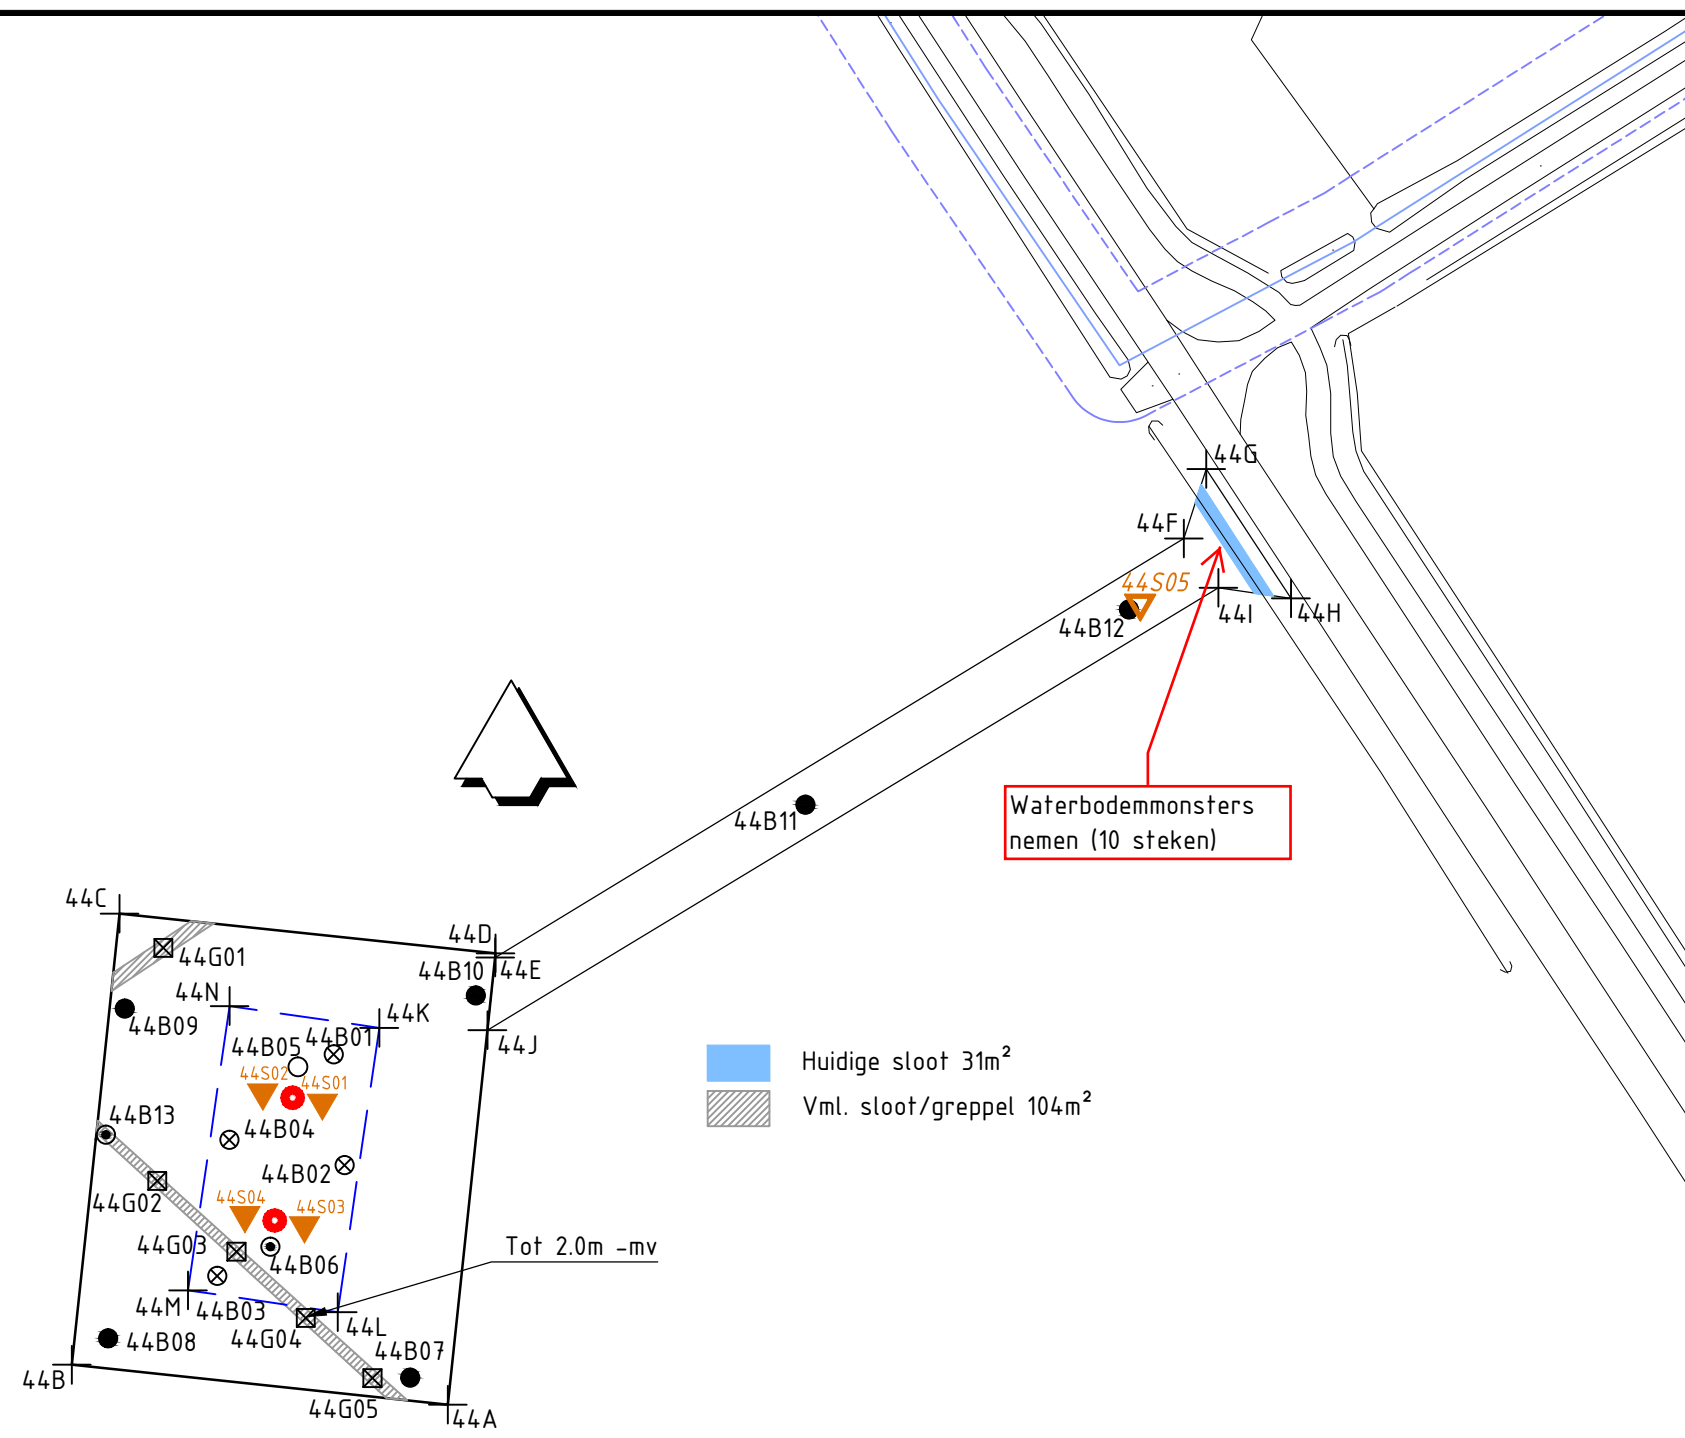 44G
44F
44S05
44I
44H
44B12
44B11
Waterbodemmonsters
nemen (10 steken)
44C
44D
44G01
44B10
44E
44N
44K
44B09
44B01
44B05
44J
44S02
44S01
Huidige sloot 31m²
Vml. sloot/greppel 104m²
44B13
44B04
44B02
44G02
44S04
44S03
44G03
Tot 2.0m -mv
44B06
44M
44B03
44L
44G04
44B08
44B07
44B
44G05
44A